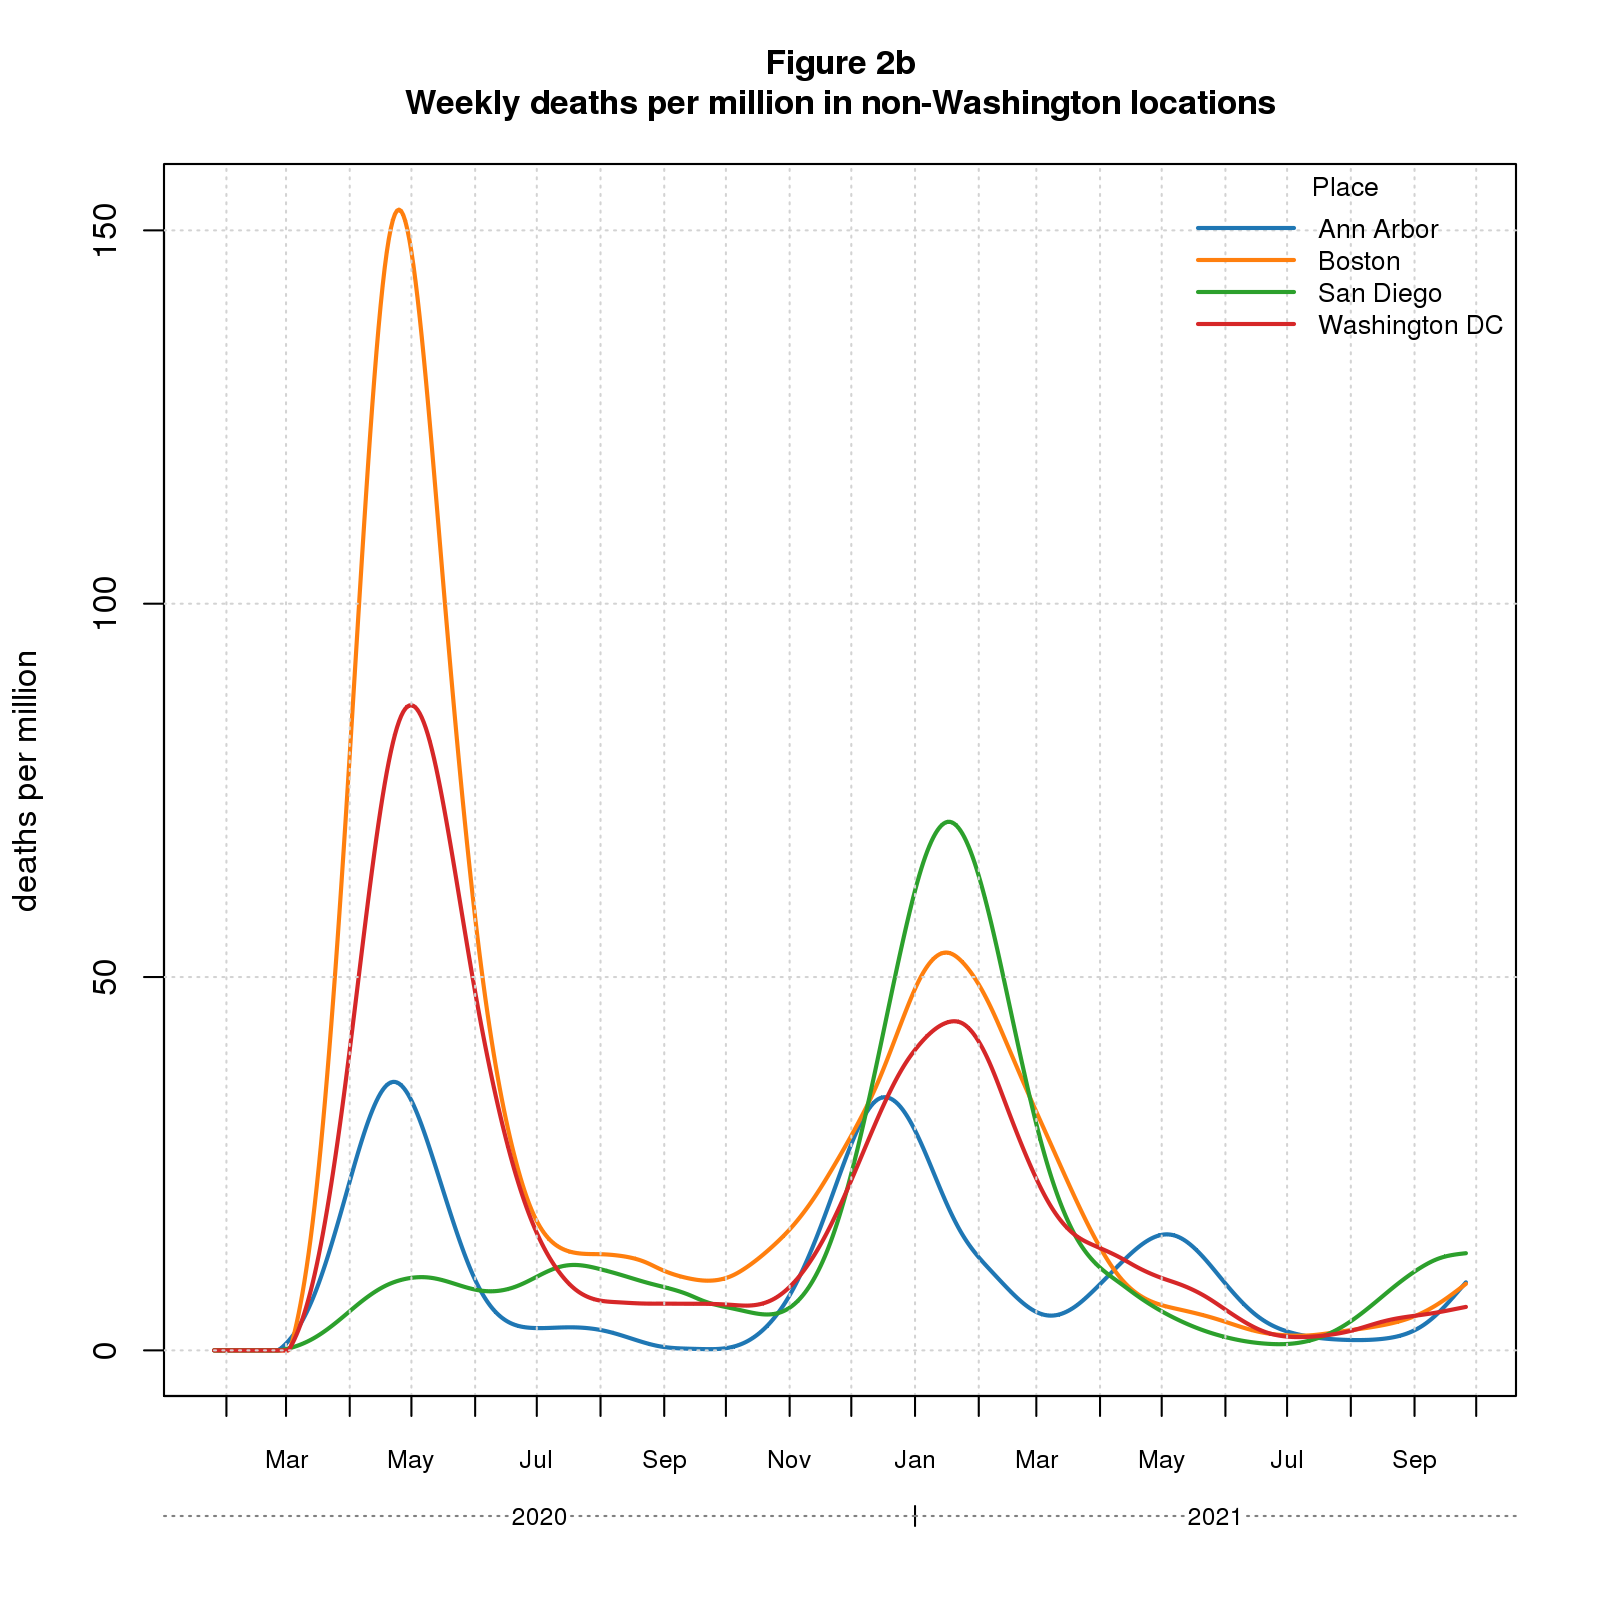 Figure 2b
Weekly deaths per million in non-Washington locations
Place
Ann Arbor
Boston
San Diego
Washington DC
deaths per million
150
100
50
0
Mar May Jul Sep Nov Jan Mar May Jul Sep
2020 2021